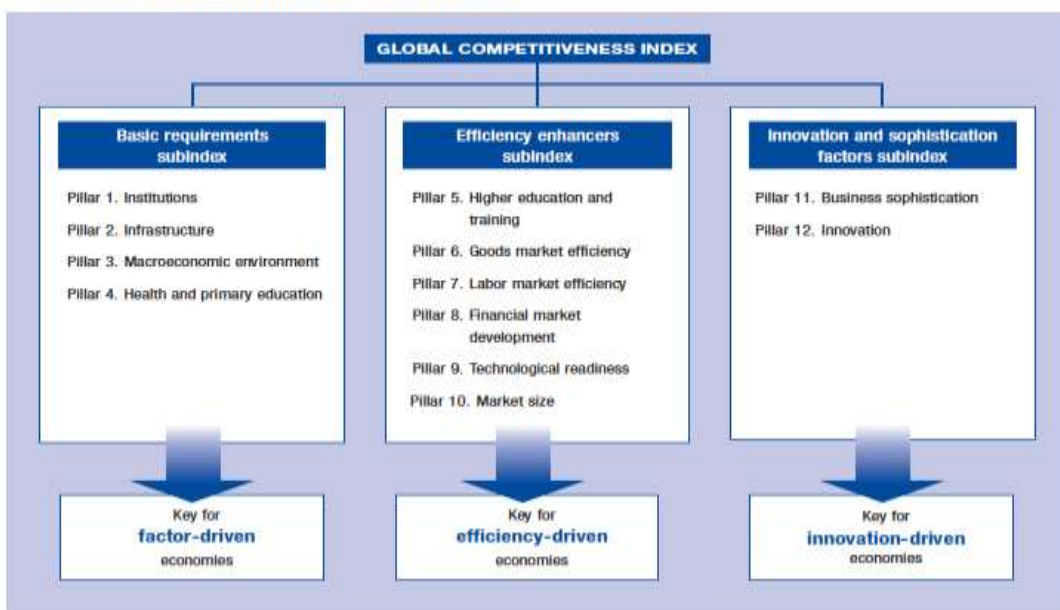 GLOBAL COMPETITIVENESS INDEX
Basic requirements
subindex
Pillar 1. Institutions
Pillar 2. Infrastructure
Pillar 3. Macroeconomic environment
Pillar 4. Health and primary education
Key for
factor-driven
economies
Efficiency enhancers
subindex
Pillar 5. Higher education and
training
Pillar 6. Goods market efficiency
Pillar 7. Labor market efficiency
Pillar 8. Financial market
development
Pillar 9. Technological readiness
Pillar 10. Market size
Key for
efficiency-driven
economies
Innovation and sophistication
factors subindex
Pillar 11. Business sophistication
Pillar 12. Innovation
Key for
innovation-driven
economies